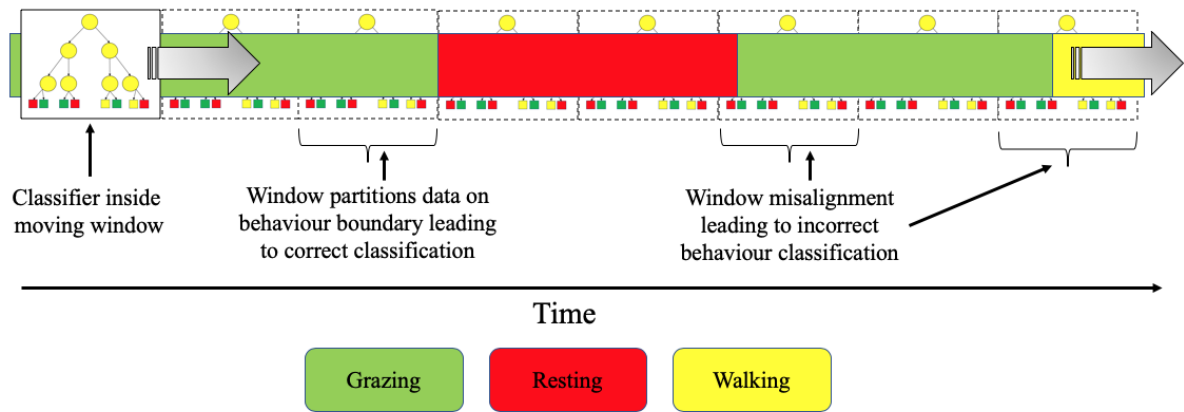 Classifier inside
moving window
Window partitions data on
behaviour boundary leading
to correct classification
Window misalignment
leading to incorrect
behaviour classification
Time
Grazing
Resting
Walking